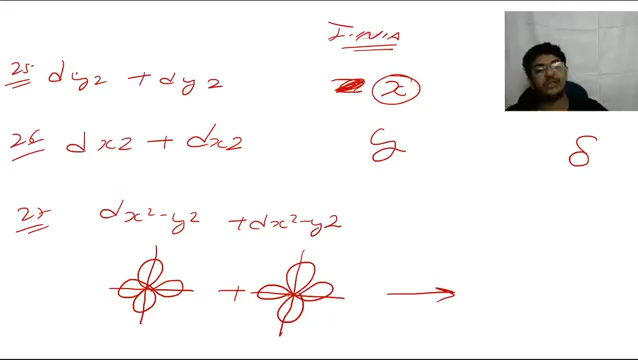 I.N.A
25 dyz + dyz x
26 dxz + dxz y δ
27 dx²-y² + dx²-y²
+ →